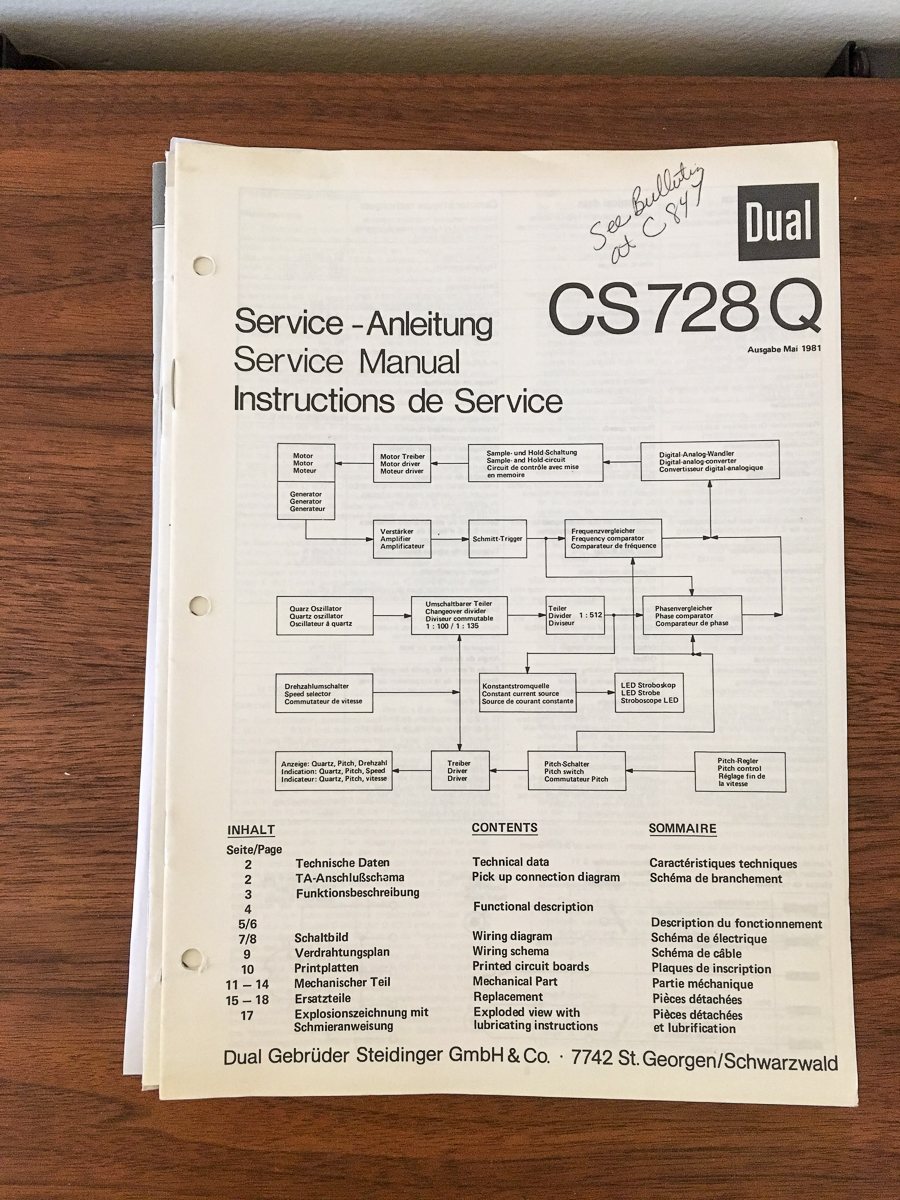 See Bulletin
at C 847
Dual
CS 728 Q
Ausgabe Mai 1981
Service - Anleitung
Service Manual
Instructions de Service
Motor
Motor
Moteur
Motor Treiber
Motor driver
Moteur driver
Sample- und Hold-Schaltung
Sample- and Hold-circuit
Circuit de contrôle avec mise
en memoire
Digital-Analog-Wandler
Digital-analog-converter
Convertisseur digital-analogique
Generator
Generator
Generateur
Verstärker
Amplifier
Amplificateur
Schmitt-Trigger
Frequenzvergleicher
Frequency comparator
Comparateur de fréquence
Quarz Oszillator
Quartz oszillator
Oscillateur à quartz
Umschaltbarer Teiler
Changeover divider
Diviseur commutable
1 : 100 / 1 : 135
Teiler
Divider 1 : 512
Diviseur
Phasenvergleicher
Phase comparator
Comparateur de phase
Drehzahlumschalter
Speed selector
Commutateur de vitesse
Konstantstromquelle
Constant current source
Source de courant constante
LED Stroboskop
LED Strobe
Stroboscope LED
Anzeige: Quartz, Pitch, Drehzahl
Indication: Quartz, Pitch, Speed
Indicateur: Quartz, Pitch, vitesse
Treiber
Driver
Driver
Pitch-Schalter
Pitch switch
Commutateur Pitch
Pitch-Regler
Pitch control
Réglage fin de
la vitesse
INHALT CONTENTS SOMMAIRE
Seite/Page
2 Technische Daten Technical data Caractéristiques techniques
2 TA-Anschlußschema Pick up connection diagram Schéma de branchement
3 Funktionsbeschreibung
4 Functional description
5/6 Description du fonctionnement
7/8 Schaltbild Wiring diagram Schéma de électrique
9 Verdrahtungsplan Wiring schema Schéma de câble
10 Printplatten Printed circuit boards Plaques de inscription
11 – 14 Mechanischer Teil Mechanical Part Partie méchanique
15 – 18 Ersatzteile Replacement Pièces détachées
17 Explosionszeichnung mit Exploded view with Pièces détachées
Schmieranweisung lubricating instructions et lubrification
Dual Gebrüder Steidinger GmbH & Co. · 7742 St. Georgen/Schwarzwald